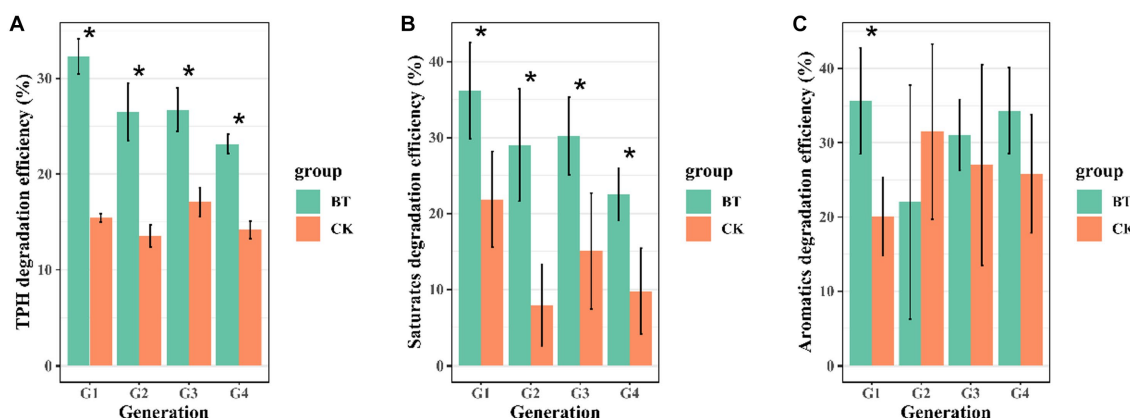 A
TPH degradation efficiency (%)
30
20
10
0
* * * *
G1 G2 G3 G4
Generation
group
BT
CK
B
Saturates degradation efficiency (%)
40
30
20
10
0
* * * *
G1 G2 G3 G4
Generation
group
BT
CK
C
Aromatics degradation efficiency (%)
40
30
20
10
0
*
G1 G2 G3 G4
Generation
group
BT
CK